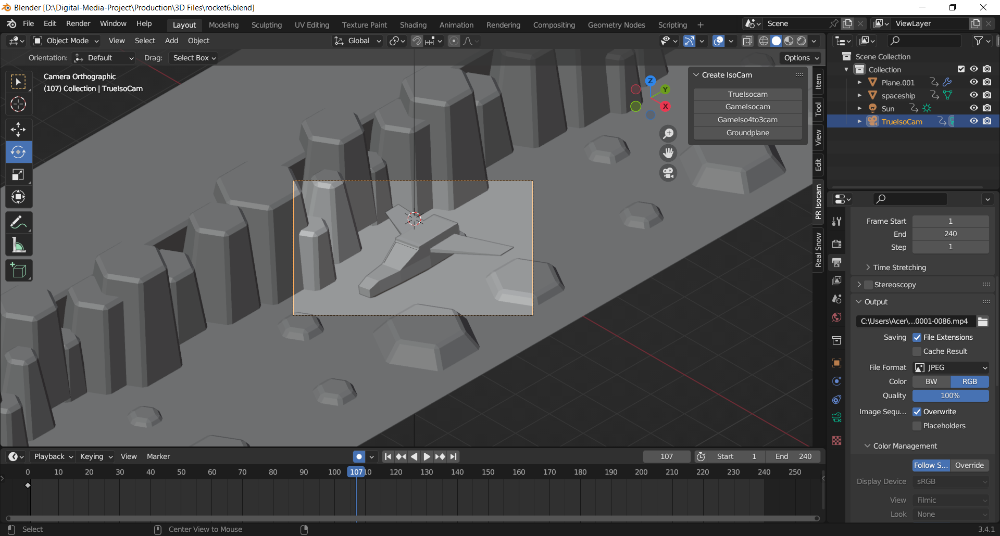 Blender [D:\Digital-Media-Project\Production\3D Files\rocket6.blend]
File Edit Render Window Help Layout Modeling Sculpting UV Editing Texture Paint Shading Animation Rendering Compositing Geometry Nodes Scripting + Scene ViewLayer
Object Mode View Select Add Object Global
Orientation: Default Drag: Select Box Options
Camera Orthographic
(107) Collection | TrueIsoCam
Create IsoCam
TrueIsocam
GameIsocam
GameIso4to3cam
Groundplane
Z
Y
X
Item
Tool
View
Edit
PR Isocam
Real Snow
Scene Collection
Collection
Plane.001
spaceship
Sun
TrueIsoCam
Frame Start 1
End 240
Step 1
Time Stretching
Stereoscopy
Output
C:\Users\Acer\...0001-0086.mp4
Saving File Extensions
Cache Result
File Format JPEG
Color BW RGB
Quality 100%
Image Sequ... Overwrite
Placeholders
Color Management
Follow S... Override
Display Device sRGB
View Filmic
Look None
Playback Keying View Marker 107 Start 1 End 240
0 10 20 30 40 50 60 70 80 90 100 107 10 120 130 140 150 160 170 180 190 200 210 220 230 240 250
Select Center View to Mouse 3.4.1